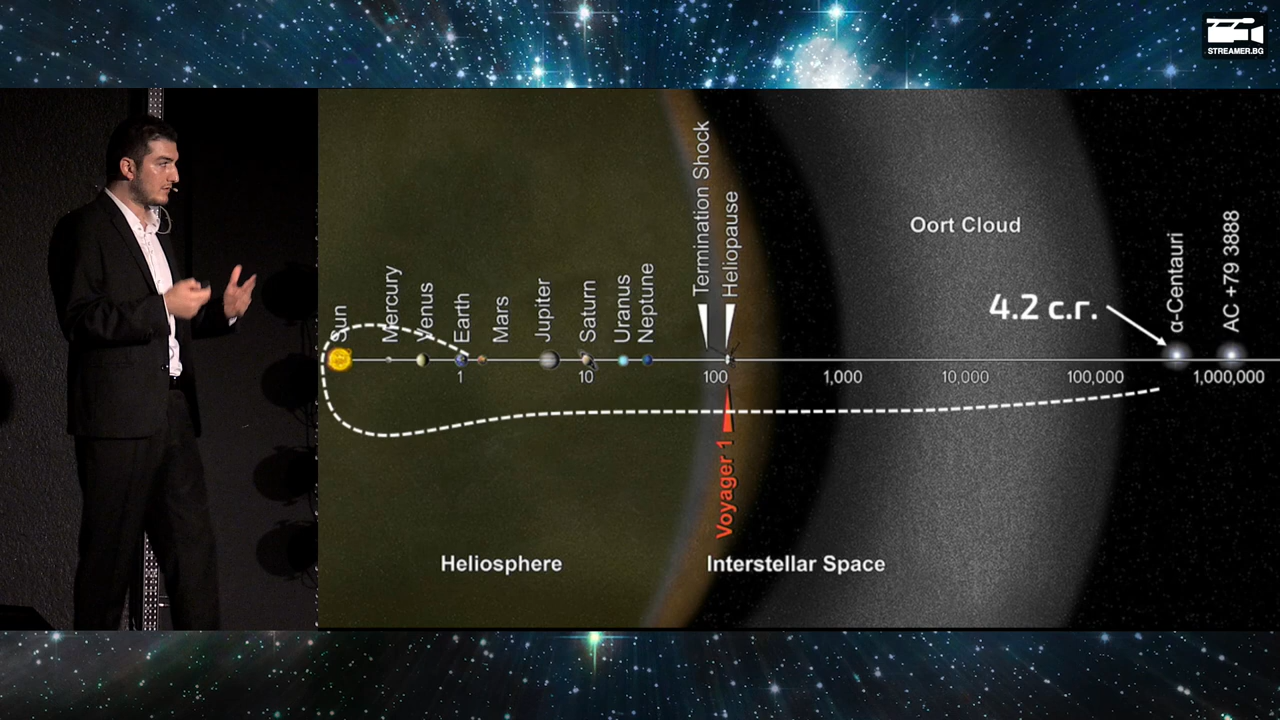 STREAMER.BG
Sun
Mercury
Venus
Earth
Mars
Jupiter
Saturn
Uranus
Neptune
Termination Shock
Heliopause
Oort Cloud
4.2 с.г.
α-Centauri
AC +79 3888
1
10
100
1,000
10,000
100,000
1,000,000
Voyager 1
Heliosphere
Interstellar Space